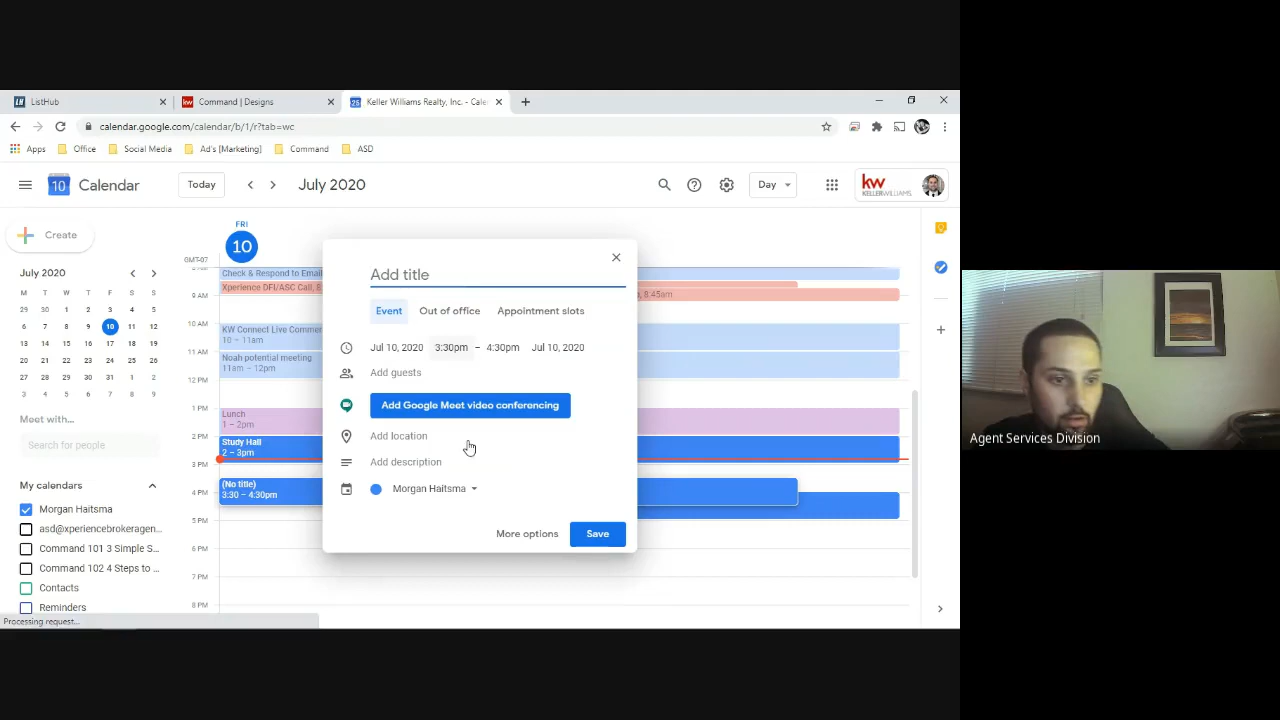 ListHub
Command | Designs
Keller Williams Realty, Inc. - Cale
calendar.google.com/calendar/b/1/r?tab=wc
Apps
Office
Social Media
Ad's [Marketing]
Command
ASD
10
Calendar
Today
July 2020
Day
kw
KELLERWILLIAMS
Create
FRI
10
GMT-07
July 2020
M T W T F S S
29 30 1 2 3 4 5
6 7 8 9 10 11 12
13 14 15 16 17 18 19
20 21 22 23 24 25 26
27 28 29 30 31 1 2
3 4 5 6 7 8 9
Meet with...
Search for people
My calendars
Morgan Haitsma
asd@xperiencebrokeragen...
Command 101 3 Simple S...
Command 102 4 Steps to ...
Contacts
Reminders
Processing request...
Check & Respond to Email
Xperience DFI/ASC Call, 8
8:45am
9 AM
10 AM
KW Connect Live Commer
10 – 11am
11 AM
Noah potential meeting
11am – 12pm
12 PM
1 PM
Lunch
1 – 2pm
2 PM
Study Hall
2 – 3pm
3 PM
(No title)
3:30 – 4:30pm
4 PM
5 PM
6 PM
7 PM
8 PM
Add title
Event
Out of office
Appointment slots
Jul 10, 2020 3:30pm – 4:30pm Jul 10, 2020
Add guests
Add Google Meet video conferencing
Add location
Add description
Morgan Haitsma
More options
Save
Agent Services Division